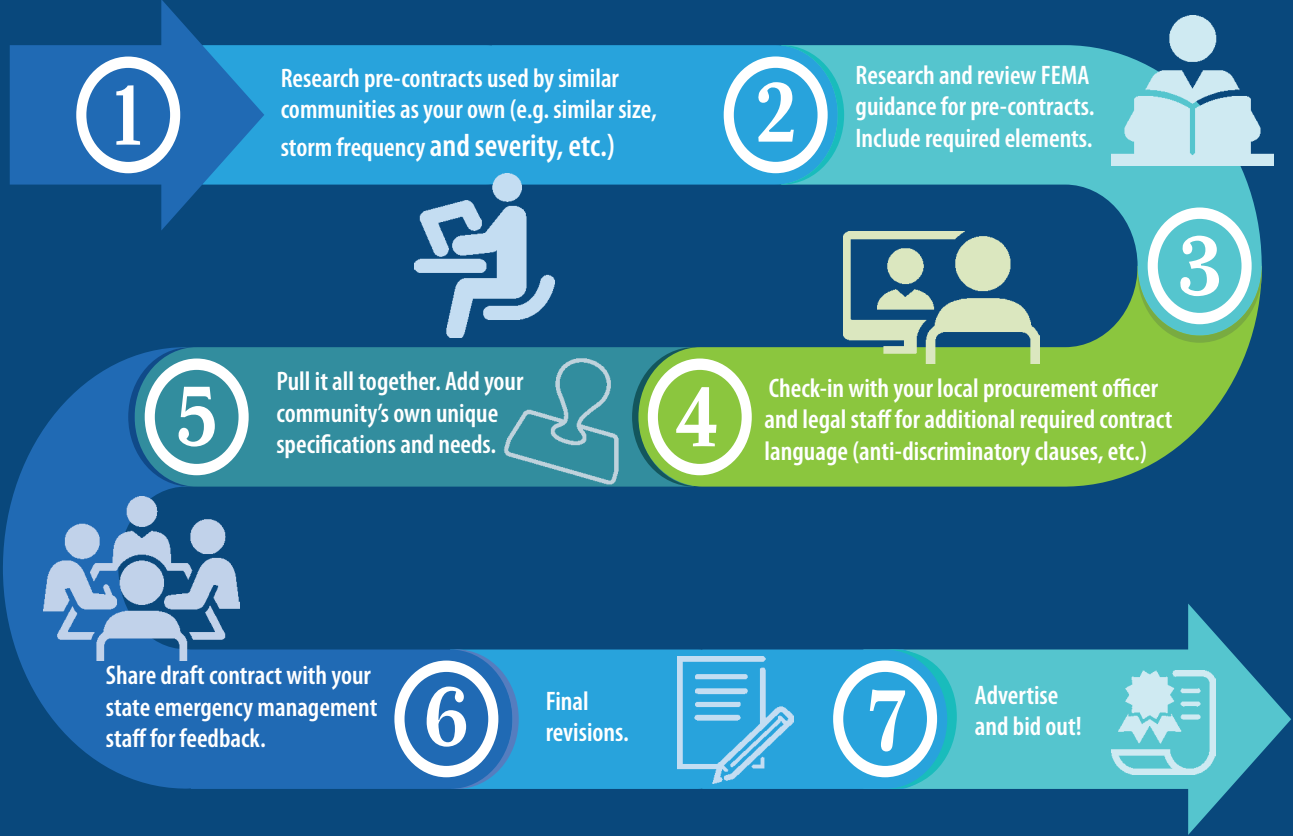 1
Research pre-contracts used by similar
communities as your own (e.g. similar size,
storm frequency and severity, etc.)
2
Research and review FEMA
guidance for pre-contracts.
Include required elements.
3
4
Check-in with your local procurement officer
and legal staff for additional required contract
language (anti-discriminatory clauses, etc.)
5
Pull it all together. Add your
community's own unique
specifications and needs.
Share draft contract with your
state emergency management
staff for feedback.
6
Final
revisions.
7
Advertise
and bid out!